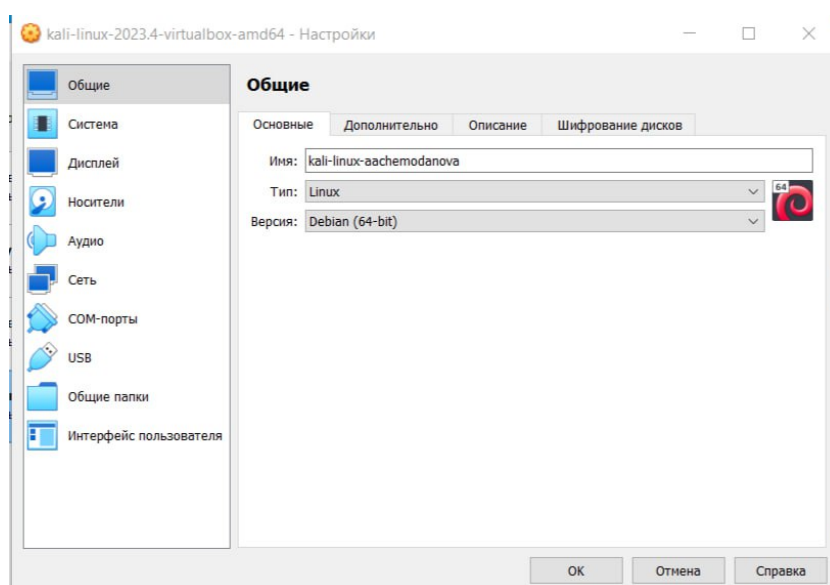 kali-linux-2023.4-virtualbox-amd64 - Настройки
Общие
Система
Дисплей
Носители
Аудио
Сеть
COM-порты
USB
Общие папки
Интерфейс пользователя
Общие
Основные Дополнительно Описание Шифрование дисков
Имя: kali-linux-aachemodanova
Тип: Linux
64
Версия: Debian (64-bit)
OK Отмена Справка